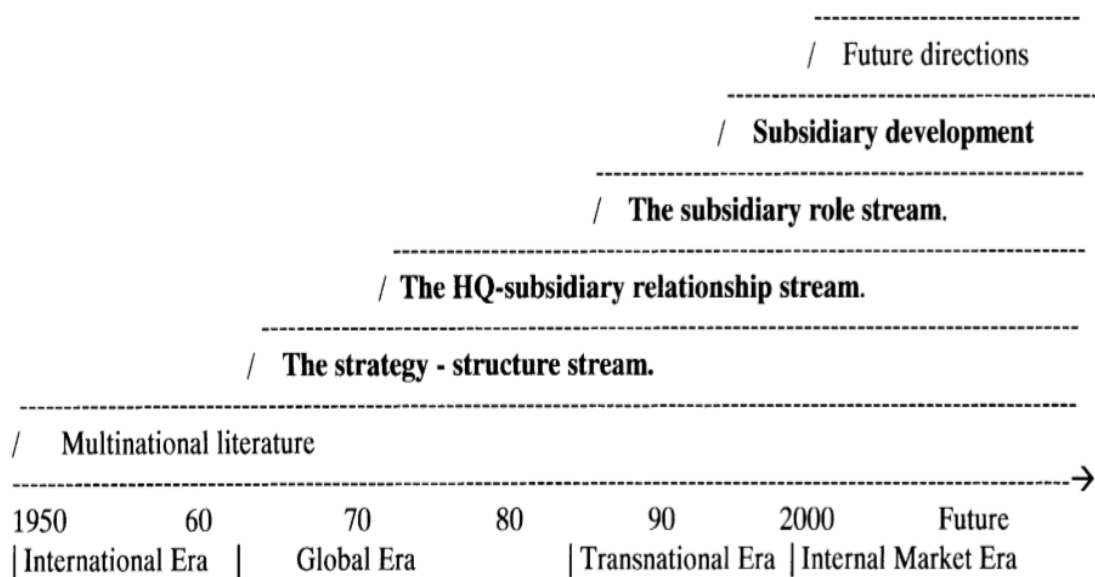 / Future directions
/ Subsidiary development
/ The subsidiary role stream.
/ The HQ-subsidiary relationship stream.
/ The strategy - structure stream.
/ Multinational literature
1950 60 70 80 90 2000 Future
|International Era | Global Era |Transnational Era |Internal Market Era